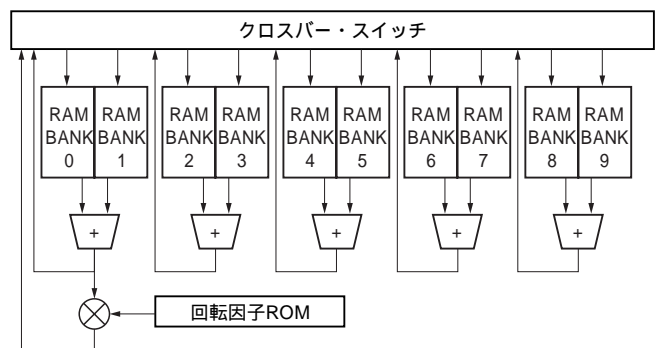 クロスバー・スイッチ
RAM BANK 0
RAM BANK 1
RAM BANK 2
RAM BANK 3
RAM BANK 4
RAM BANK 5
RAM BANK 6
RAM BANK 7
RAM BANK 8
RAM BANK 9
+ + + + +
回転因子ROM